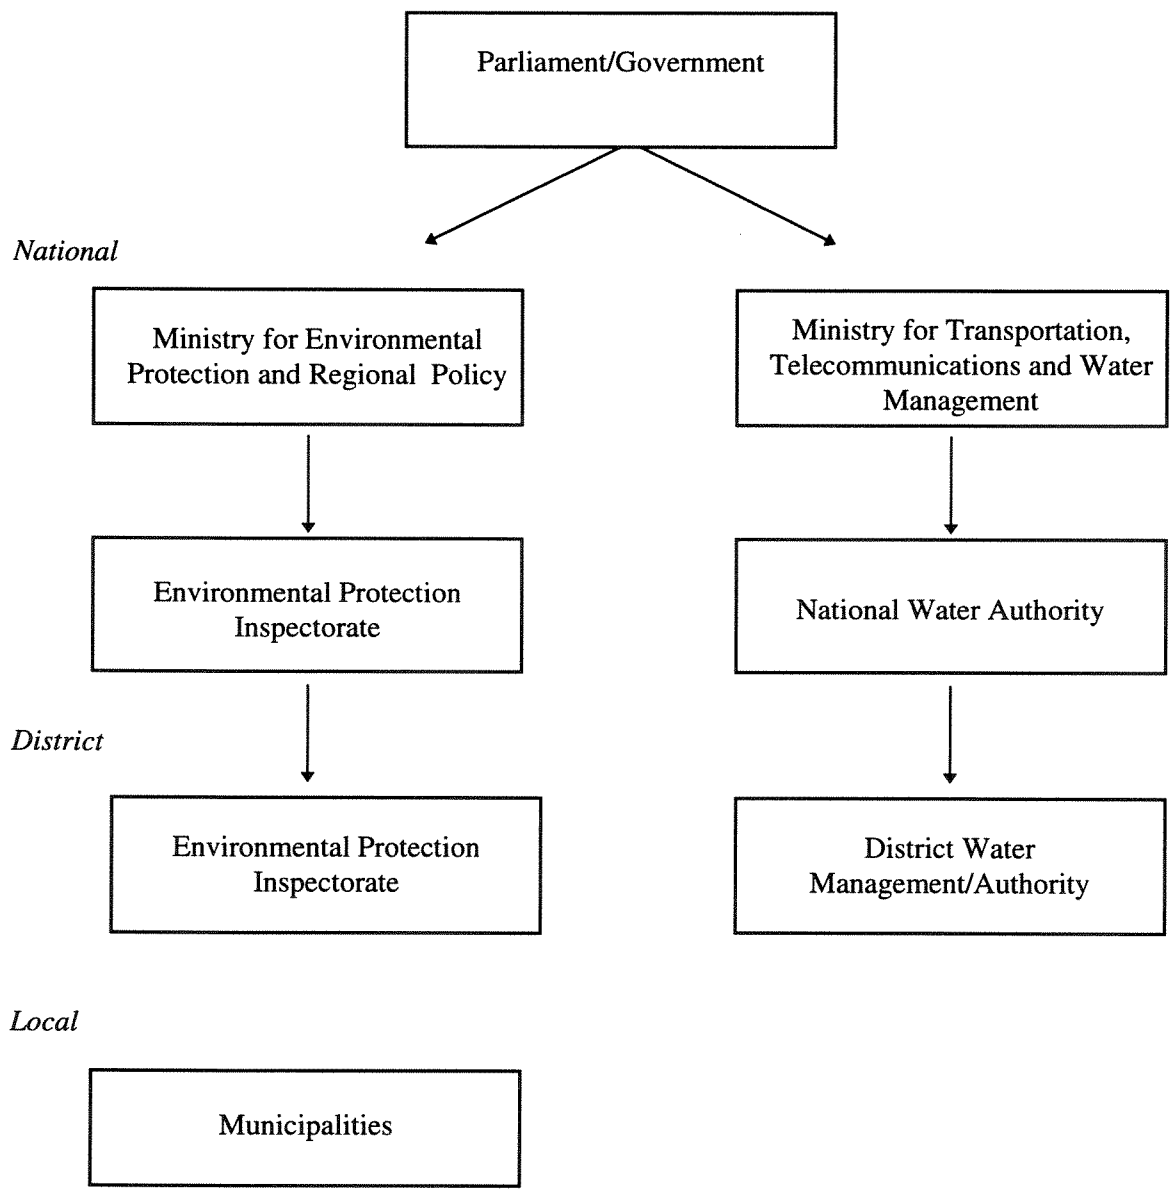 Parliament/Government
National
Ministry for Environmental
Protection and Regional Policy
Ministry for Transportation,
Telecommunications and Water
Management
Environmental Protection
Inspectorate
National Water Authority
District
Environmental Protection
Inspectorate
District Water
Management/Authority
Local
Municipalities